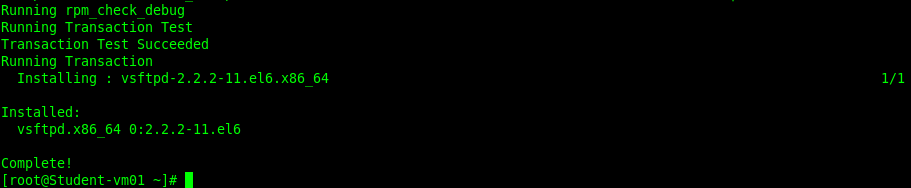 Running rpm_check_debug
Running Transaction Test
Transaction Test Succeeded
Running Transaction
  Installing : vsftpd-2.2.2-11.el6.x86_64 1/1
Installed:
  vsftpd.x86_64 0:2.2.2-11.el6
Complete!
[root@Student-vm01 ~]#